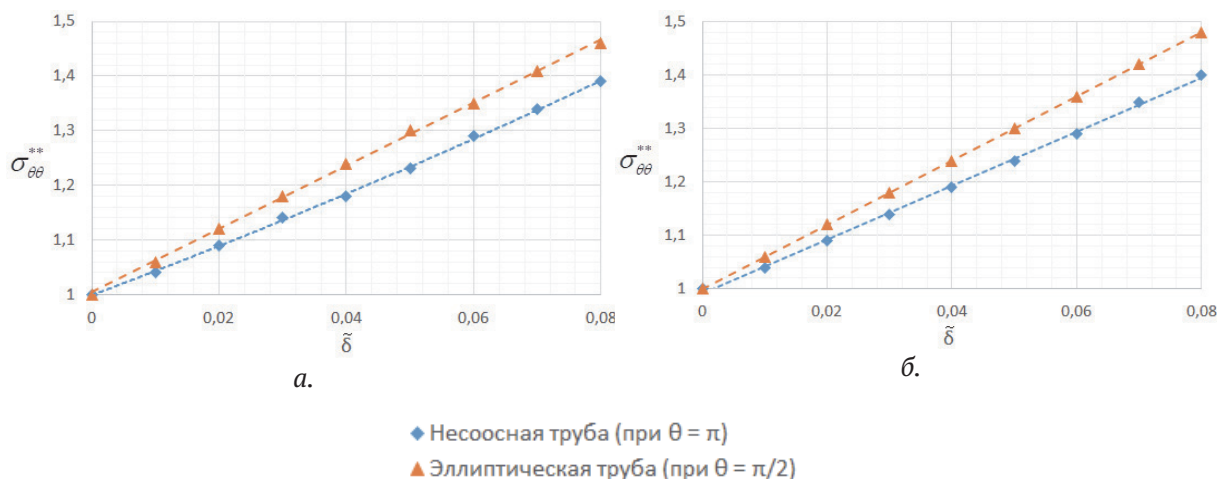 1,5
1,4
1,3
σ**θθ
1,2
1,1
1
0
0,02
0,04
0,06
0,08
δ̃
а.
1,5
1,4
1,3
σ**θθ
1,2
1,1
1
0
0,02
0,04
0,06
0,08
δ̃
б.
Несоосная труба (при θ = π)
Эллиптическая труба (при θ = π/2)